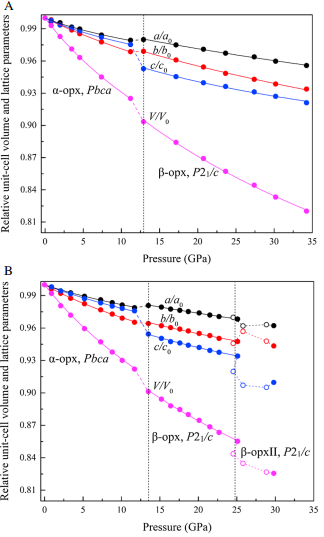 A
Relative unit-cell volume and lattice parameters
0.99
0.96
0.93
0.90
0.87
0.84
0.81
a/a0
b/b0
c/c0
α-opx, Pbca
V/V0
β-opx, P21/c
0 5 10 15 20 25 30 35
Pressure (GPa)
B
Relative unit-cell volume and lattice parameters
0.99
0.96
0.93
0.90
0.87
0.84
0.81
a/a0
b/b0
c/c0
α-opx, Pbca
V/V0
β-opx, P21/c
β-opxII, P21/c
0 5 10 15 20 25 30 35
Pressure (GPa)